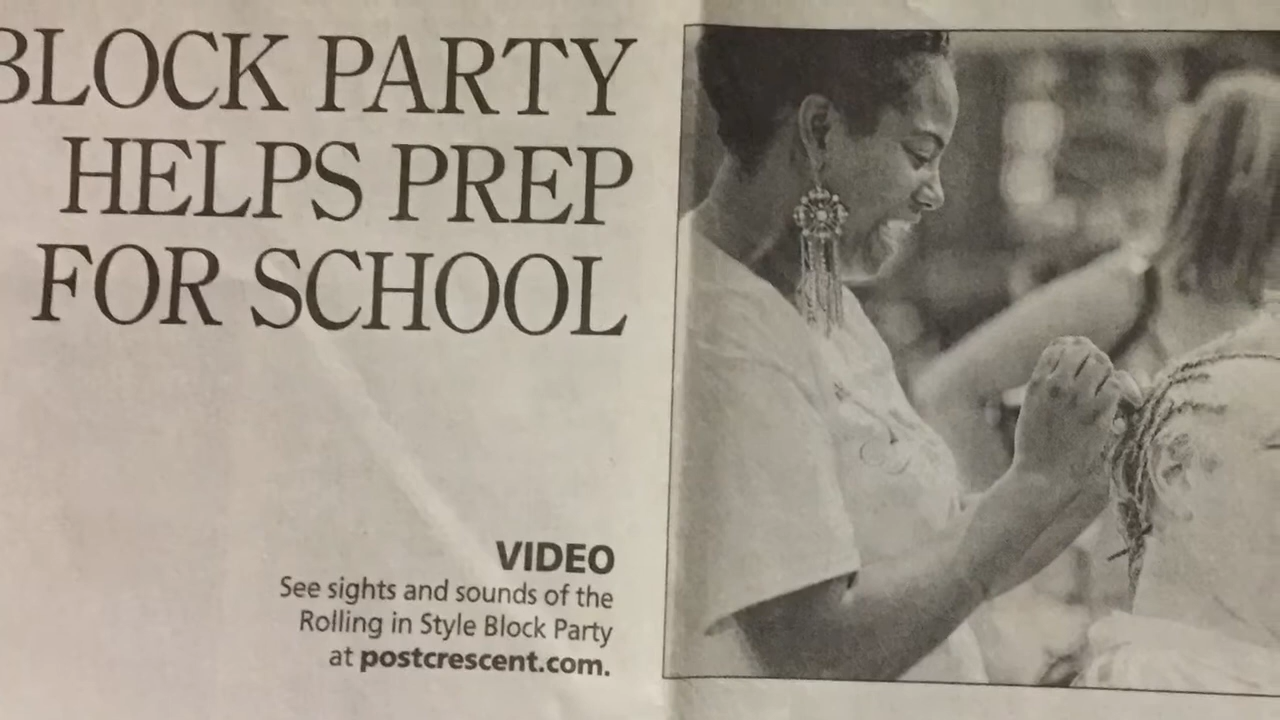 BLOCK PARTY
HELPS PREP
FOR SCHOOL
VIDEO
See sights and sounds of the
Rolling in Style Block Party
at postcrescent.com.